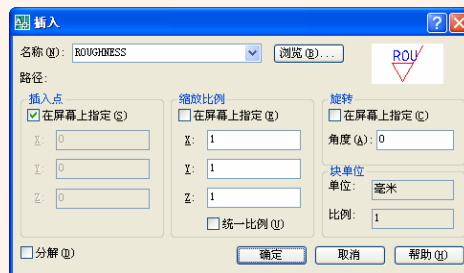 插入
名称(N): ROUGHNESS 浏览(B)...
ROU
路径:
插入点 缩放比例 旋转
在屏幕上指定(S) 在屏幕上指定(E) 在屏幕上指定(C)
X: 0 X: 1 角度(A): 0
Y: 0 Y: 1 块单位
单位: 毫米
Z: 0 Z: 1 比例: 1
统一比例(U)
分解(D) 确定 取消 帮助(H)